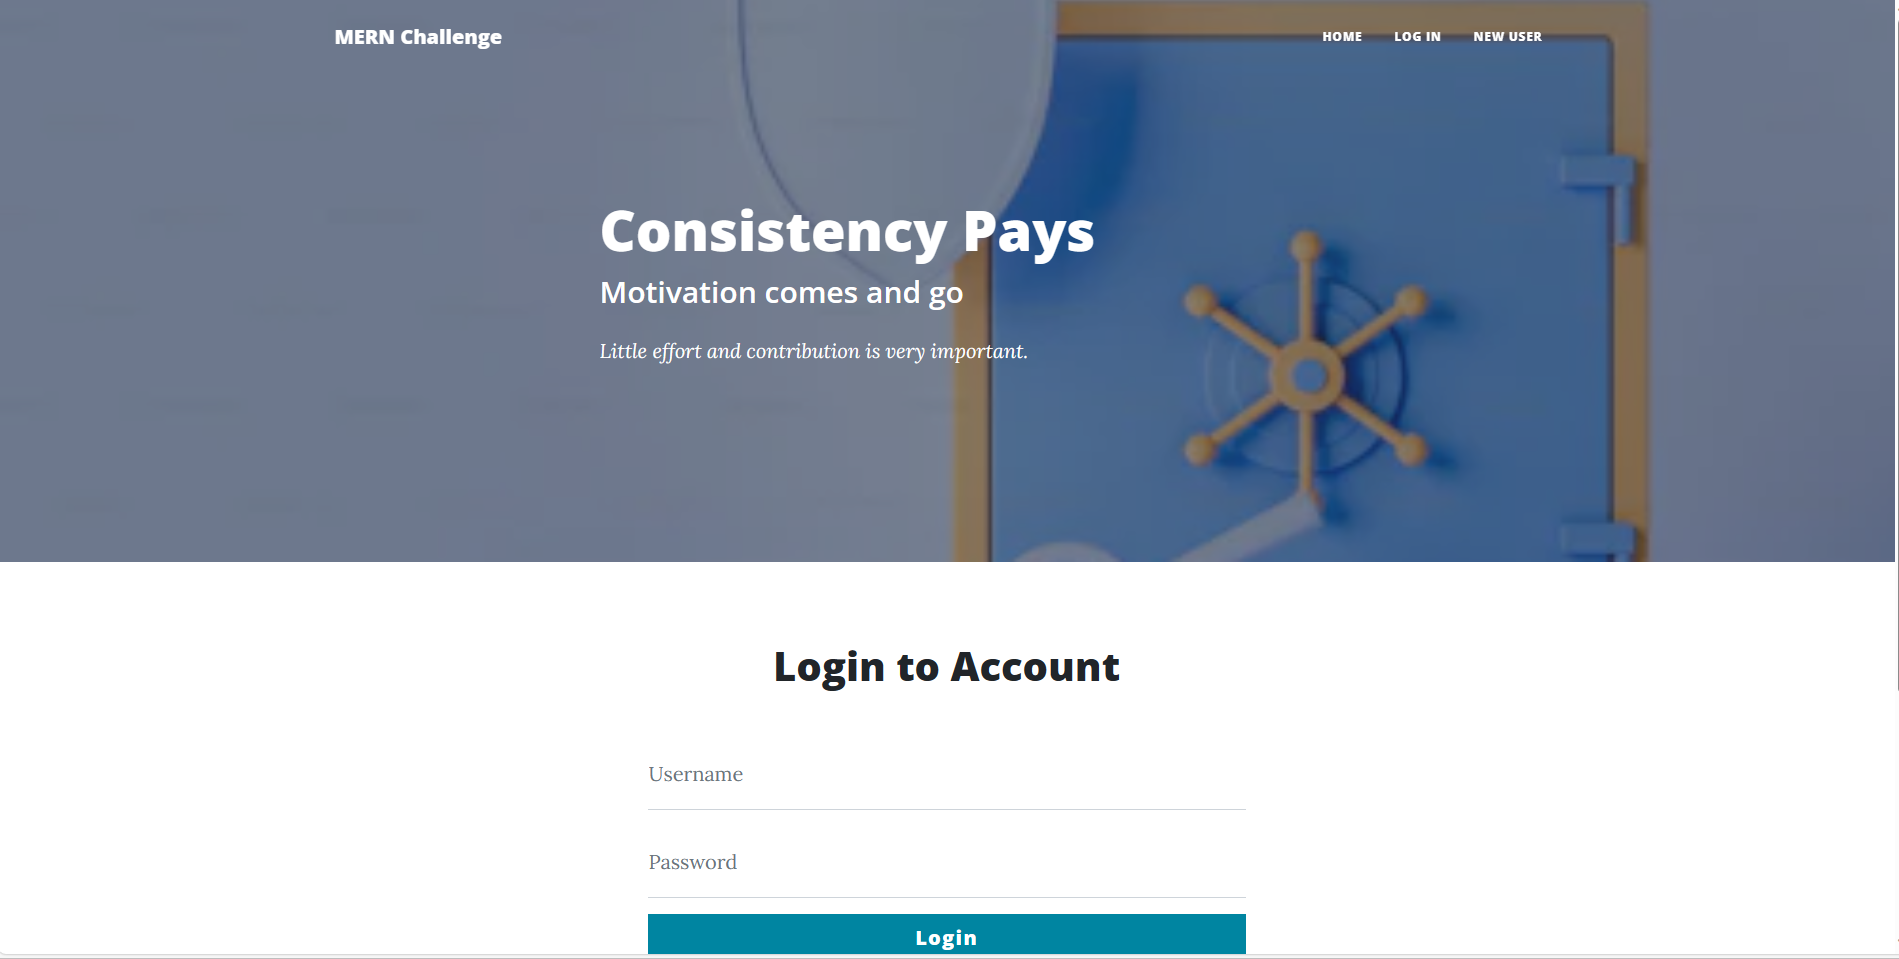 MERN Challenge
HOME LOG IN NEW USER
Consistency Pays
Motivation comes and go
Little effort and contribution is very important.
Login to Account
Username
Password
Login